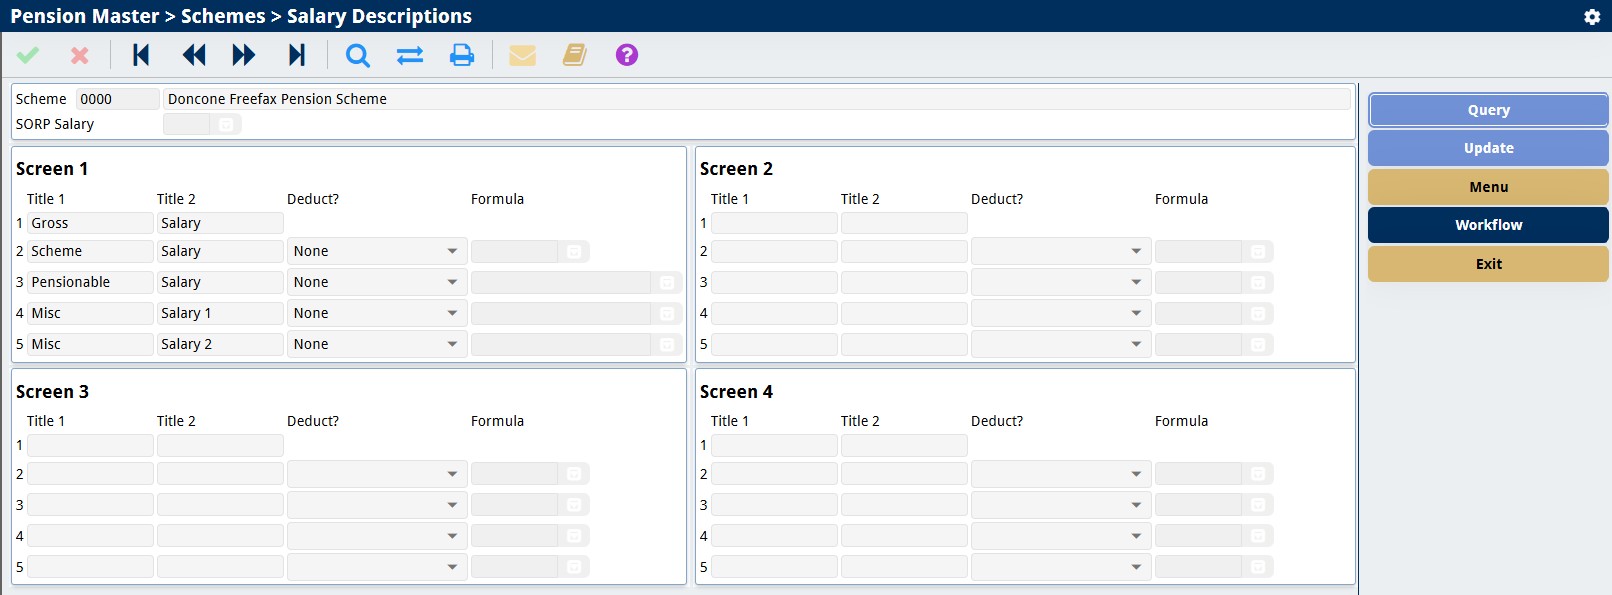 Pension Master > Schemes > Salary Descriptions
Scheme 0000 Doncone Freefax Pension Scheme
SORP Salary
Screen 1
Title 1 Title 2 Deduct? Formula
1 Gross Salary
2 Scheme Salary None
3 Pensionable Salary None
4 Misc Salary 1 None
5 Misc Salary 2 None
Screen 2
Title 1 Title 2 Deduct? Formula
1
2
3
4
5
Screen 3
Title 1 Title 2 Deduct? Formula
1
2
3
4
5
Screen 4
Title 1 Title 2 Deduct? Formula
1
2
3
4
5
Query
Update
Menu
Workflow
Exit